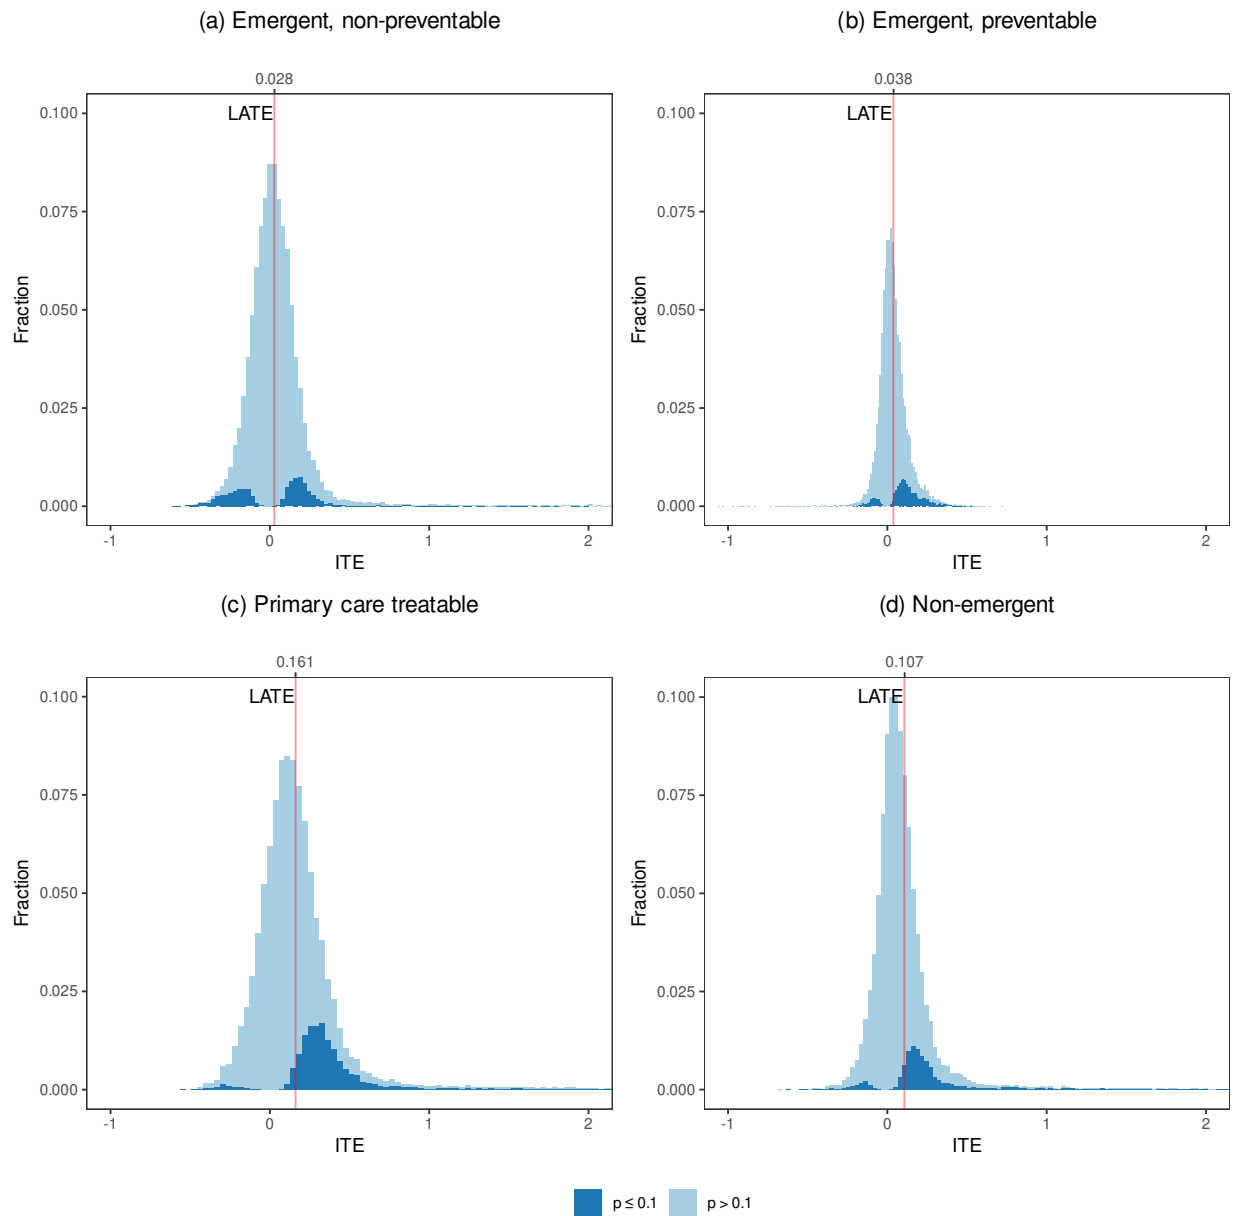 (a) Emergent, non-preventable
0.028
LATE
0.100
0.075
0.050
0.025
0.000
Fraction
-1 0 1 2
ITE
(b) Emergent, preventable
0.038
LATE
0.100
0.075
0.050
0.025
0.000
Fraction
-1 0 1 2
ITE
(c) Primary care treatable
0.161
LATE
0.100
0.075
0.050
0.025
0.000
Fraction
-1 0 1 2
ITE
(d) Non-emergent
0.107
LATE
0.100
0.075
0.050
0.025
0.000
Fraction
-1 0 1 2
ITE
p ≤ 0.1 p > 0.1